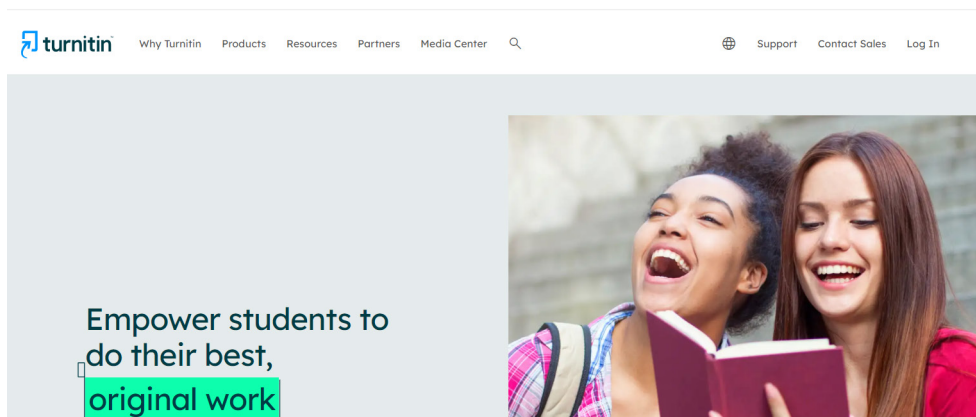 turnitin Why Turnitin Products Resources Partners Media Center Support Contact Sales Log In
Empower students to
do their best,
original work